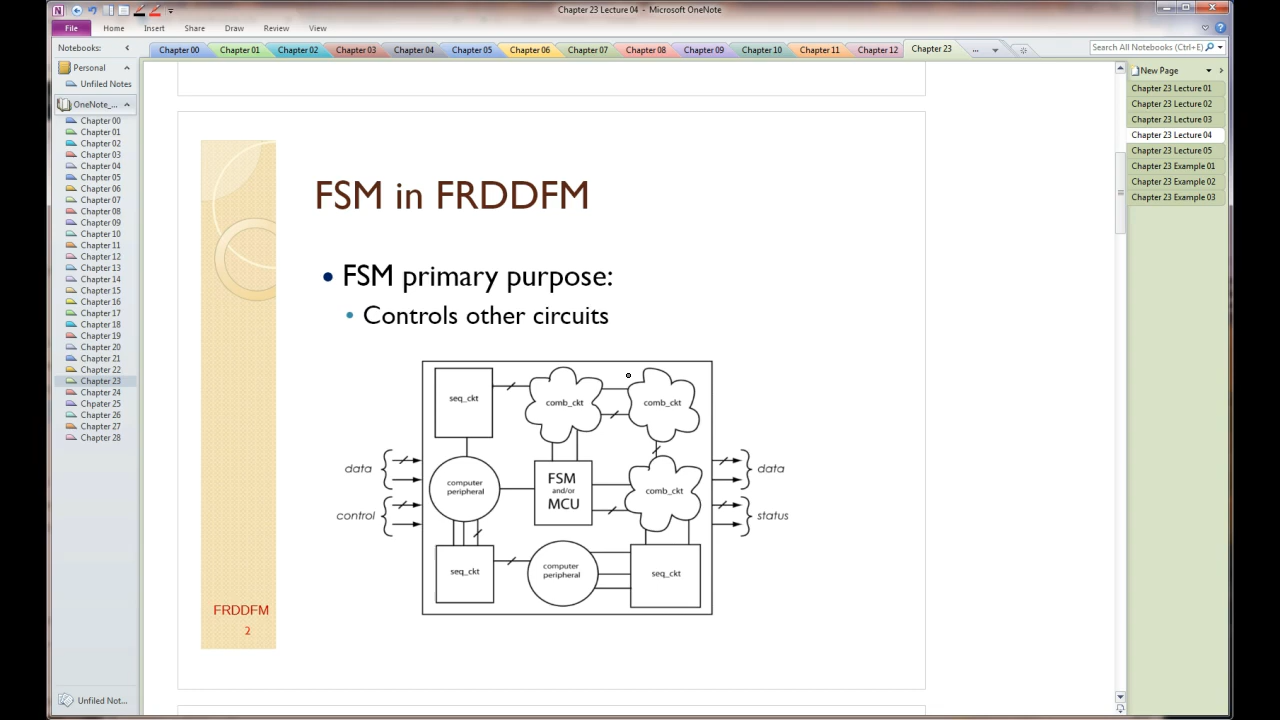 Chapter 23 Lecture 04 - Microsoft OneNote
File Home Insert Share Draw Review View
Notebooks:
Chapter 00 Chapter 01 Chapter 02 Chapter 03 Chapter 04 Chapter 05 Chapter 06 Chapter 07 Chapter 08 Chapter 09 Chapter 10 Chapter 11 Chapter 12 Chapter 23 ...
Search All Notebooks (Ctrl+E)
Personal
Unfiled Notes
OneNote_...
Chapter 00
Chapter 01
Chapter 02
Chapter 03
Chapter 04
Chapter 05
Chapter 06
Chapter 07
Chapter 08
Chapter 09
Chapter 10
Chapter 11
Chapter 12
Chapter 13
Chapter 14
Chapter 15
Chapter 16
Chapter 17
Chapter 18
Chapter 19
Chapter 20
Chapter 21
Chapter 22
Chapter 23
Chapter 24
Chpater 25
Chapter 26
Chapter 27
Chapter 28
Unfiled Not...
FSM in FRDDFM
• FSM primary purpose:
• Controls other circuits
seq_ckt
comb_ckt
comb_ckt
data
control
computer
peripheral
FSM
and/or
MCU
comb_ckt
data
status
seq_ckt
computer
peripheral
seq_ckt
FRDDFM
2
New Page
Chapter 23 Lecture 01
Chapter 23 Lecture 02
Chapter 23 Lecture 03
Chapter 23 Lecture 04
Chapter 23 Lecture 05
Chapter 23 Example 01
Chapter 23 Example 02
Chapter 23 Example 03